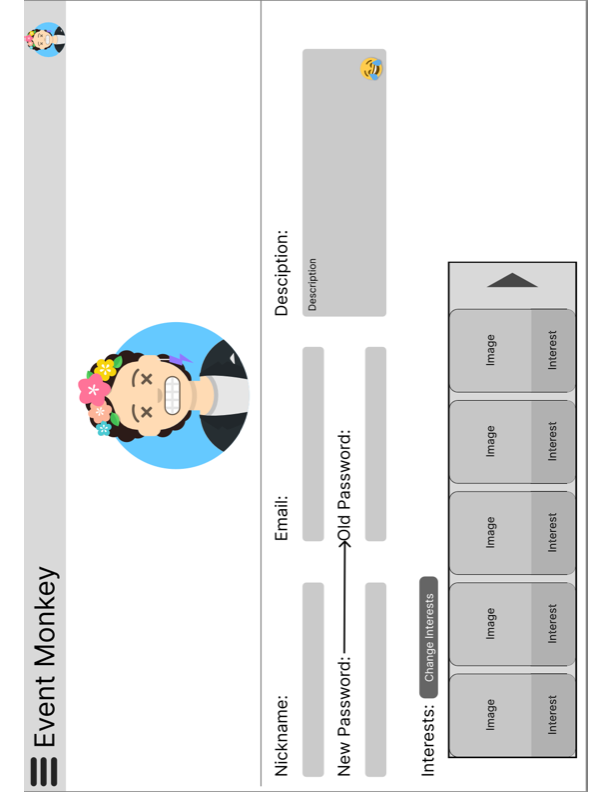 Event Monkey
Nickname:
Email:
Desciption:
Description
New Password:
Old Password:
Interests:
Change Interests
Image
Image
Image
Image
Image
Interest
Interest
Interest
Interest
Interest